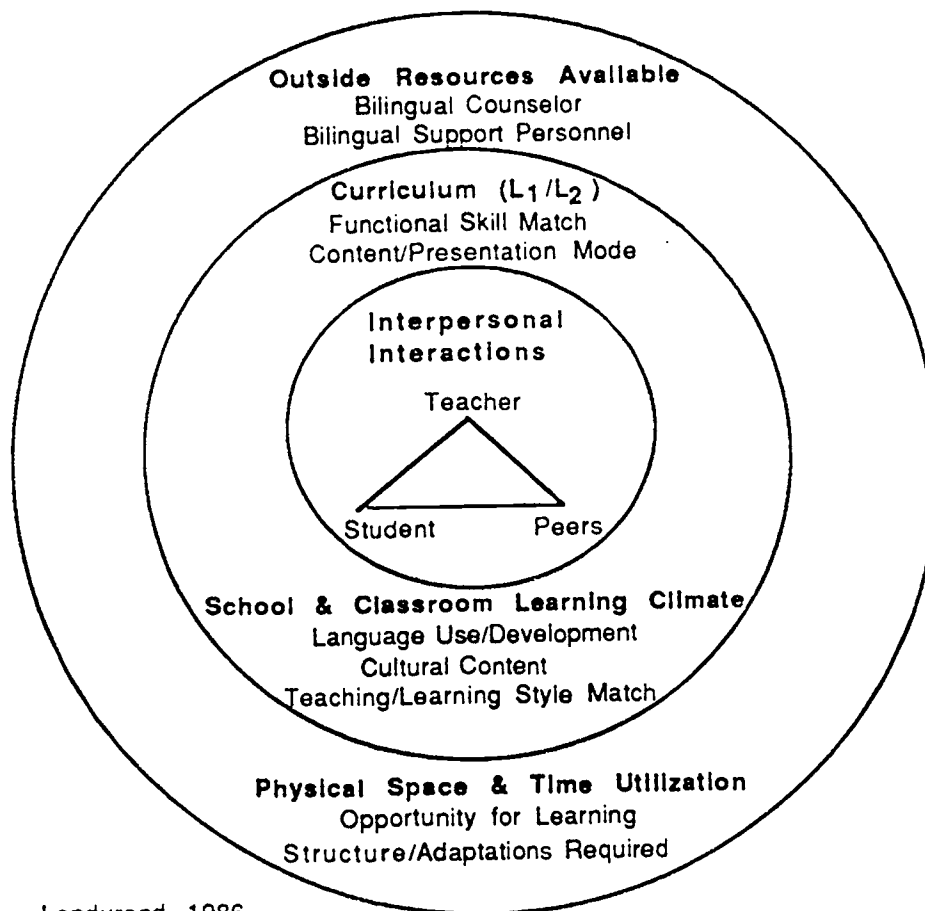 Outside Resources Available
Bilingual Counselor
Bilingual Support Personnel
Curriculum (L1/L2)
Functional Skill Match
Content/Presentation Mode
Interpersonal
Interactions
Teacher
Student Peers
School & Classroom Learning Climate
Language Use/Development
Cultural Content
Teaching/Learning Style Match
Physical Space & Time Utilization
Opportunity for Learning
Structure/Adaptations Required
Landurand, 1986